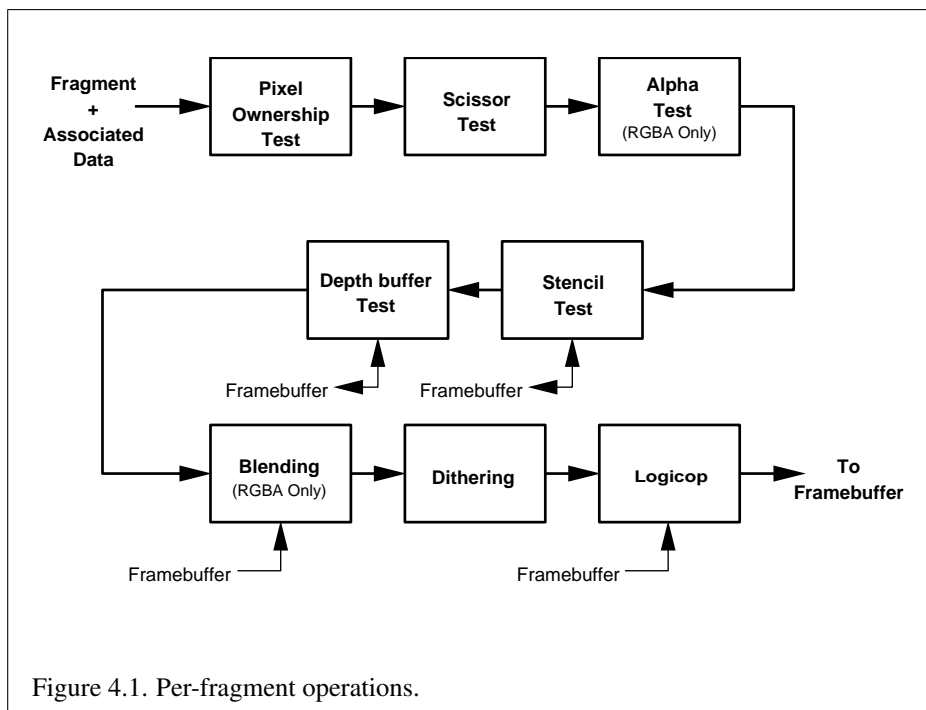 Fragment
+
Associated
Data
Pixel
Ownership
Test
Scissor
Test
Alpha
Test
(RGBA Only)
Depth buffer
Test
Stencil
Test
Framebuffer
Framebuffer
Blending
(RGBA Only)
Dithering
Logicop
To
Framebuffer
Framebuffer
Framebuffer
Figure 4.1. Per-fragment operations.